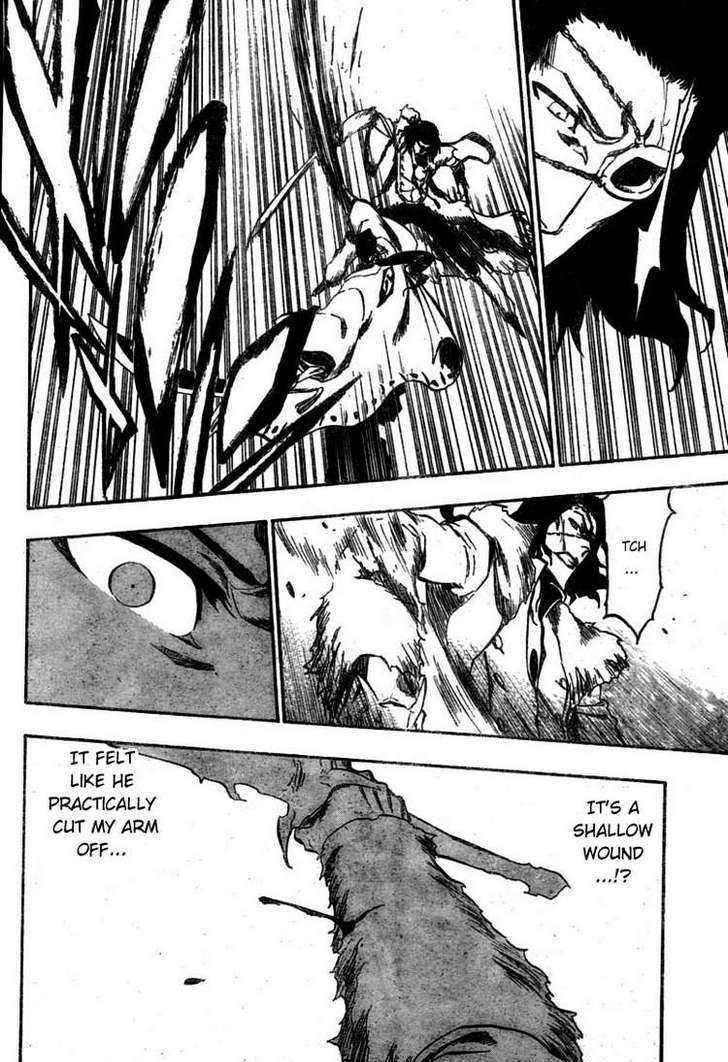 TCH
...
IT'S A
SHALLOW
WOUND
...!?
IT FELT
LIKE HE
PRACTICALLY
CUT MY ARM
OFF...